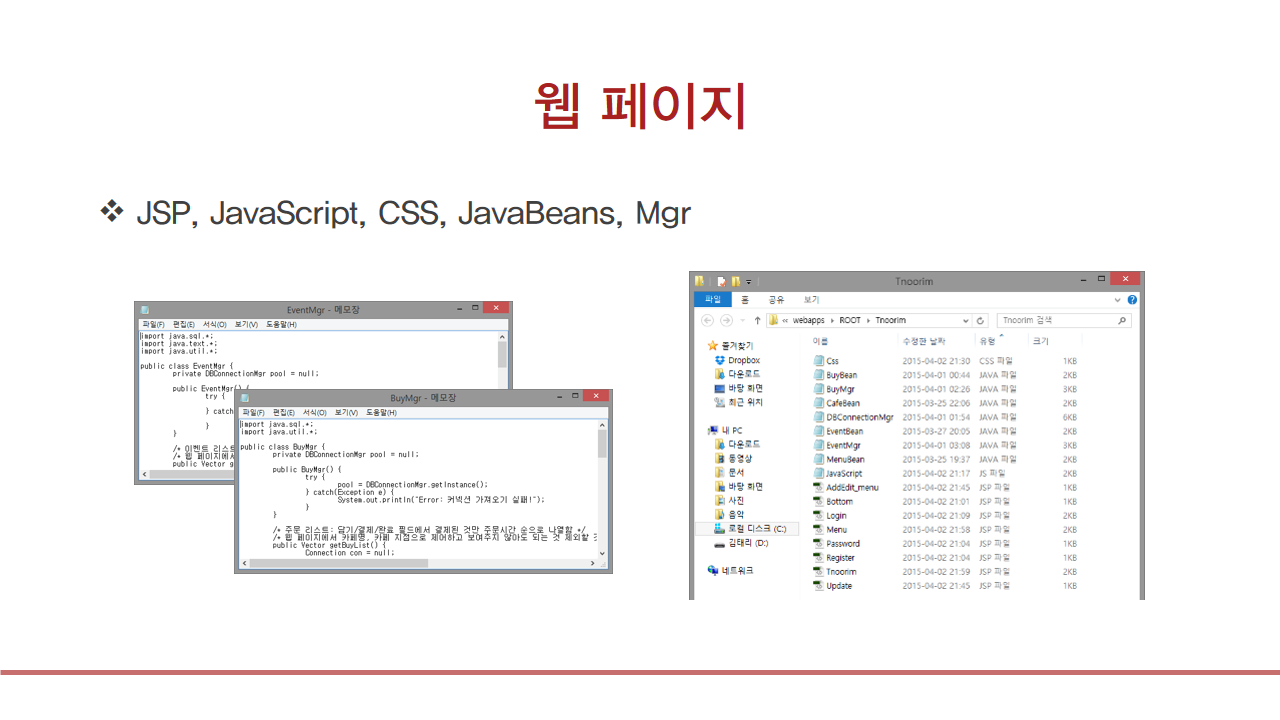 웹 페이지
❖ JSP, JavaScript, CSS, JavaBeans, Mgr
EventMgr - 메모장
파일(F) 편집(E) 서식(O) 보기(V) 도움말(H)
import java.sql.*;
import java.text.*;
import java.util.*;
public class EventMgr {
private DBConnectionMgr pool = null;
public EventMgr() {
try {
} catch
}
}
/* 이벤트 리스트
/* 웹 페이지에서
public Vector g
BuyMgr - 메모장
파일(F) 편집(E) 서식(O) 보기(V) 도움말(H)
import java.sql.*;
import java.util.*;
public class BuyMgr {
private DBConnectionMgr pool = null;
public BuyMgr() {
try {
pool = DBConnectionMgr.getInstance();
} catch(Exception e) {
System.out.println("Error: 커넥션 가져오기 실패!");
}
}
/* 주문 리스트: 담기/결제/완료 필드에서 결제된 것만 주문시간 순으로 나열함 */
/* 웹 페이지에서 카페명, 카페 지점으로 제어하고 보여주지 않아도 되는 것 제외할 것
public Vector getBuyList() {
Connection con = null;
Tnoorim
파일 홈 공유 보기
« webapps ▸ ROOT ▸ Tnoorim
Tnoorim 검색
즐겨찾기
Dropbox
다운로드
바탕 화면
최근 위치
내 PC
다운로드
동영상
문서
바탕 화면
사진
음악
로컬 디스크 (C:)
김태리 (D:)
네트워크
이름 수정한 날짜 유형 크기
Css 2015-04-02 21:30 CSS 파일 1KB
BuyBean 2015-04-01 00:44 JAVA 파일 2KB
BuyMgr 2015-04-01 02:26 JAVA 파일 3KB
CafeBean 2015-03-25 22:06 JAVA 파일 2KB
DBConnectionMgr 2015-04-01 01:54 JAVA 파일 6KB
EventBean 2015-03-27 20:05 JAVA 파일 2KB
EventMgr 2015-04-01 03:08 JAVA 파일 3KB
MenuBean 2015-03-25 19:37 JAVA 파일 2KB
JavaScript 2015-04-02 21:17 JS 파일 2KB
AddEdit_menu 2015-04-02 21:45 JSP 파일 2KB
Bottom 2015-04-02 21:01 JSP 파일 1KB
Login 2015-04-02 21:09 JSP 파일 2KB
Menu 2015-04-02 21:58 JSP 파일 3KB
Password 2015-04-02 21:04 JSP 파일 1KB
Register 2015-04-02 21:04 JSP 파일 1KB
Tnoorim 2015-04-02 21:59 JSP 파일 2KB
Update 2015-04-02 21:45 JSP 파일 1KB